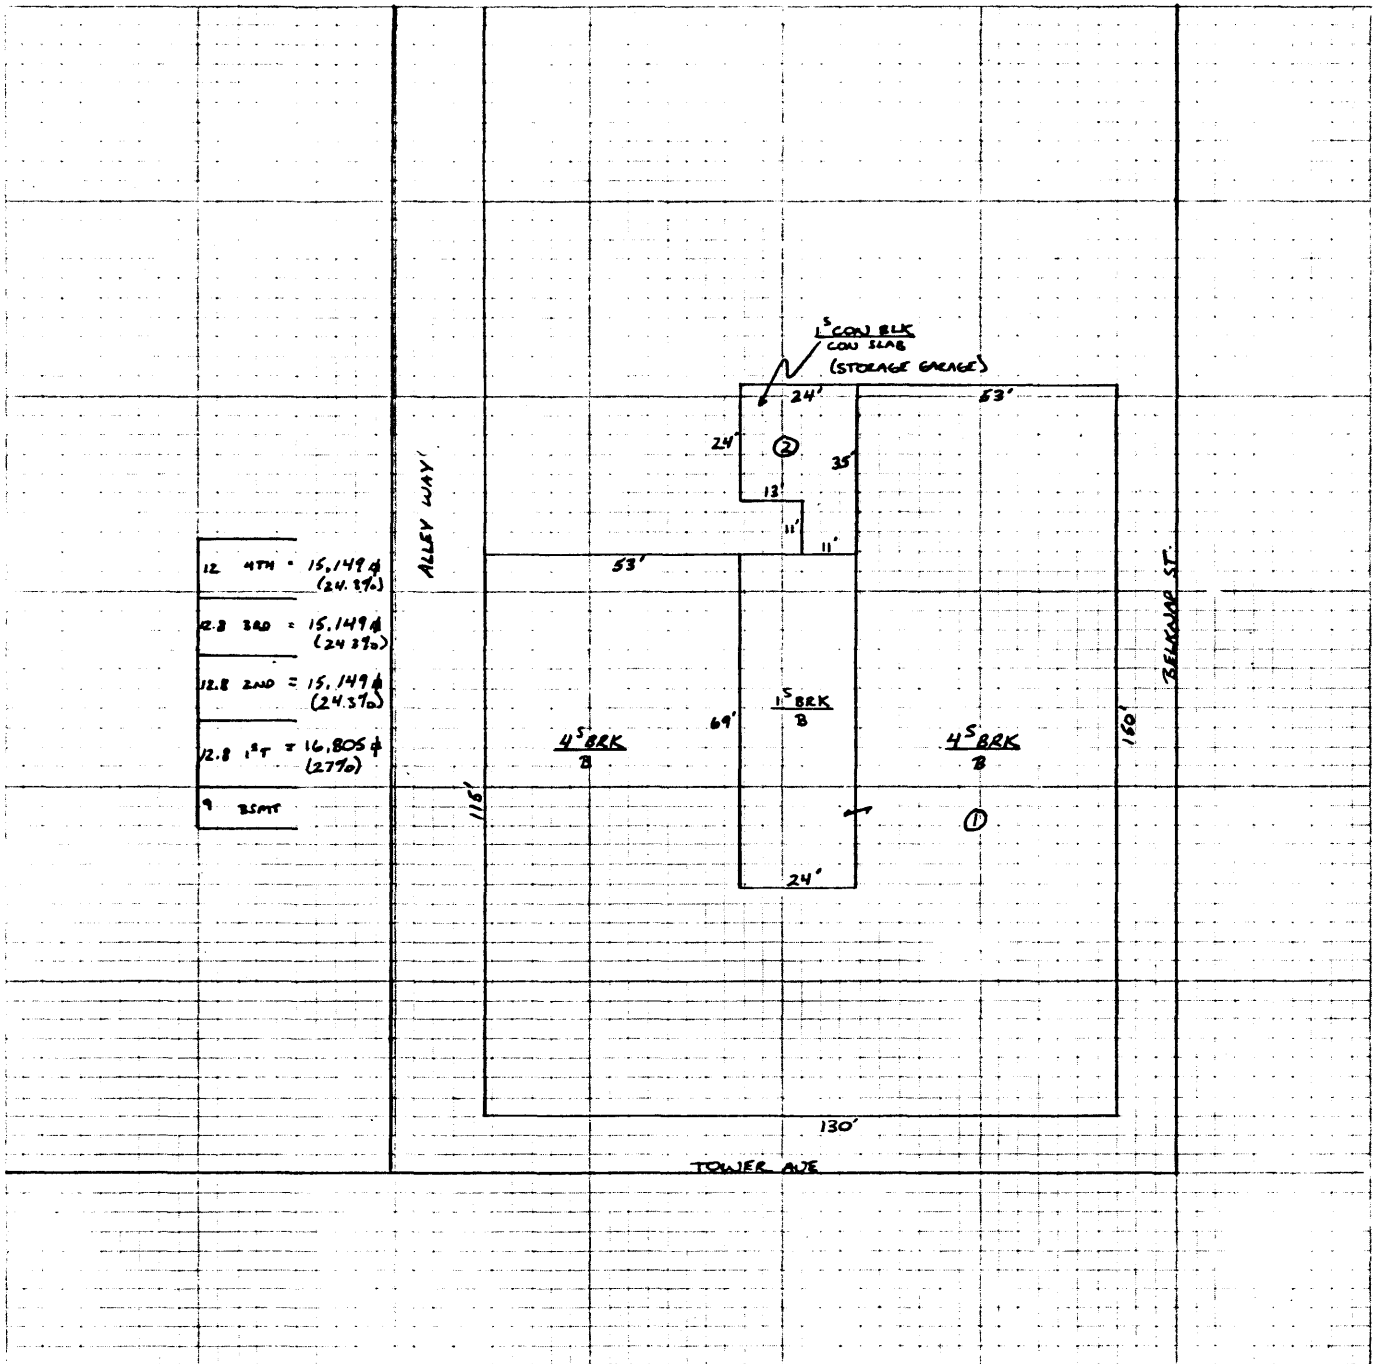 1ˢ CON BLK
CON SLAB
(STORAGE GARAGE)
24'
53'
24'
②
35'
13'
11'
11'
ALLEY WAY
53'
12 4TH = 15,149 ϕ
(24.3%)
12.8 3RD = 15,149 ϕ
(24.3%)
12.8 2ND = 15,149 ϕ
(24.3%)
12.8 1ST = 16,805 ϕ
(27%)
9 BSMT
BELKNAP ST.
1ˢ BRK
B
69'
4ˢ BRK
B
4ˢ BRK
B
150'
115'
①
24'
130'
TOWER AVE